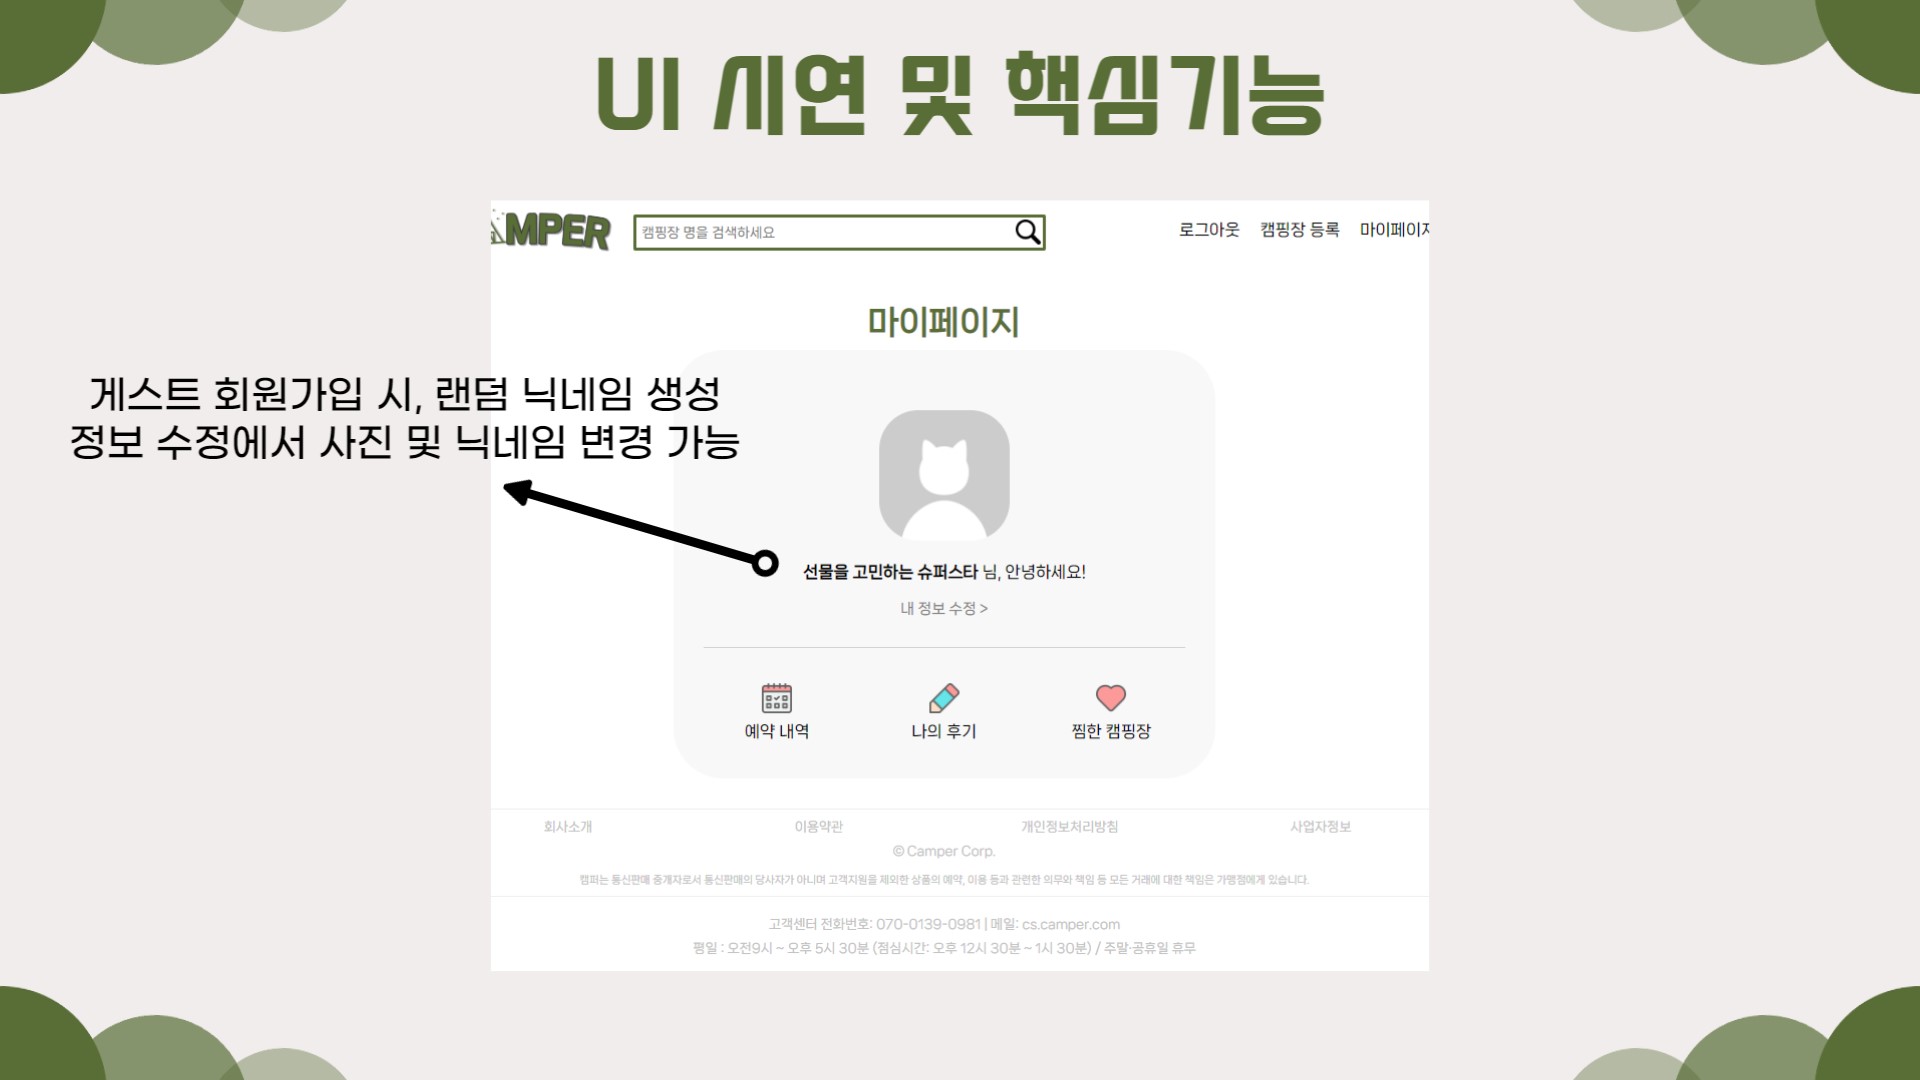 UI 시연 및 핵심기능
AMPER
캠핑장 명을 검색하세요
로그아웃 캠핑장 등록 마이페이지
마이페이지
게스트 회원가입 시, 랜덤 닉네임 생성
정보 수정에서 사진 및 닉네임 변경 가능
선물을 고민하는 슈퍼스타 님, 안녕하세요!
내 정보 수정 >
예약 내역 나의 후기 찜한 캠핑장
회사소개 이용약관 개인정보처리방침 사업자정보
© Camper Corp.
캠퍼는 통신판매 중개자로서 통신판매의 당사자가 아니며 고객지원을 제외한 상품의 예약, 이용 등과 관련한 의무와 책임 등 모든 거래에 대한 책임은 가맹점에게 있습니다.
고객센터 전화번호: 070-0139-0981 | 메일: cs.camper.com
평일 : 오전9시 ~ 오후 5시 30분 (점심시간: 오후 12시 30분 ~ 1시 30분) / 주말·공휴일 휴무